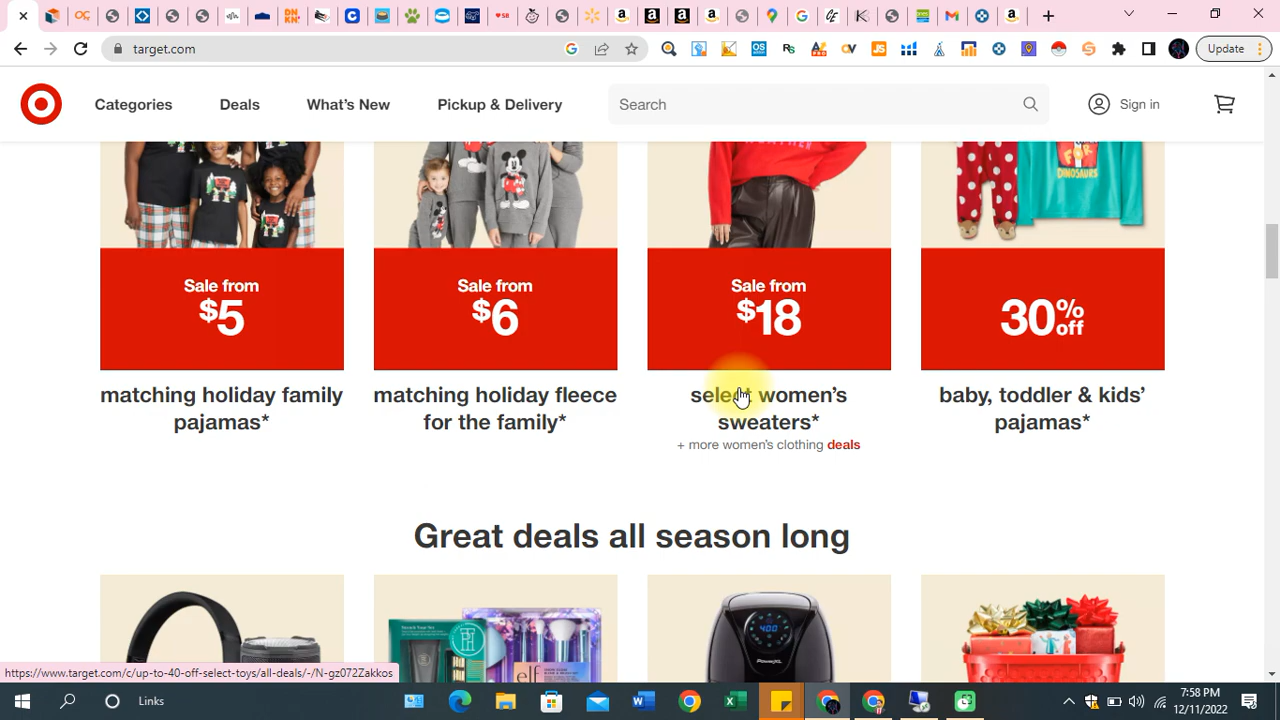 target.com
Update
Categories
Deals
What's New
Pickup & Delivery
Search
Sign in
DINOSAURS
Sale from
$5
Sale from
$6
Sale from
$18
30% off
matching holiday family
pajamas*
matching holiday fleece
for the family*
select women's
sweaters*
+ more women's clothing deals
baby, toddler & kids'
pajamas*
Great deals all season long
400
PowerXL
e.l.f.
https://www.target.com/c/up-to-40-off-select-toys/all-deals/-/N-gz072Zakkos
Links
7:58 PM
12/11/2022